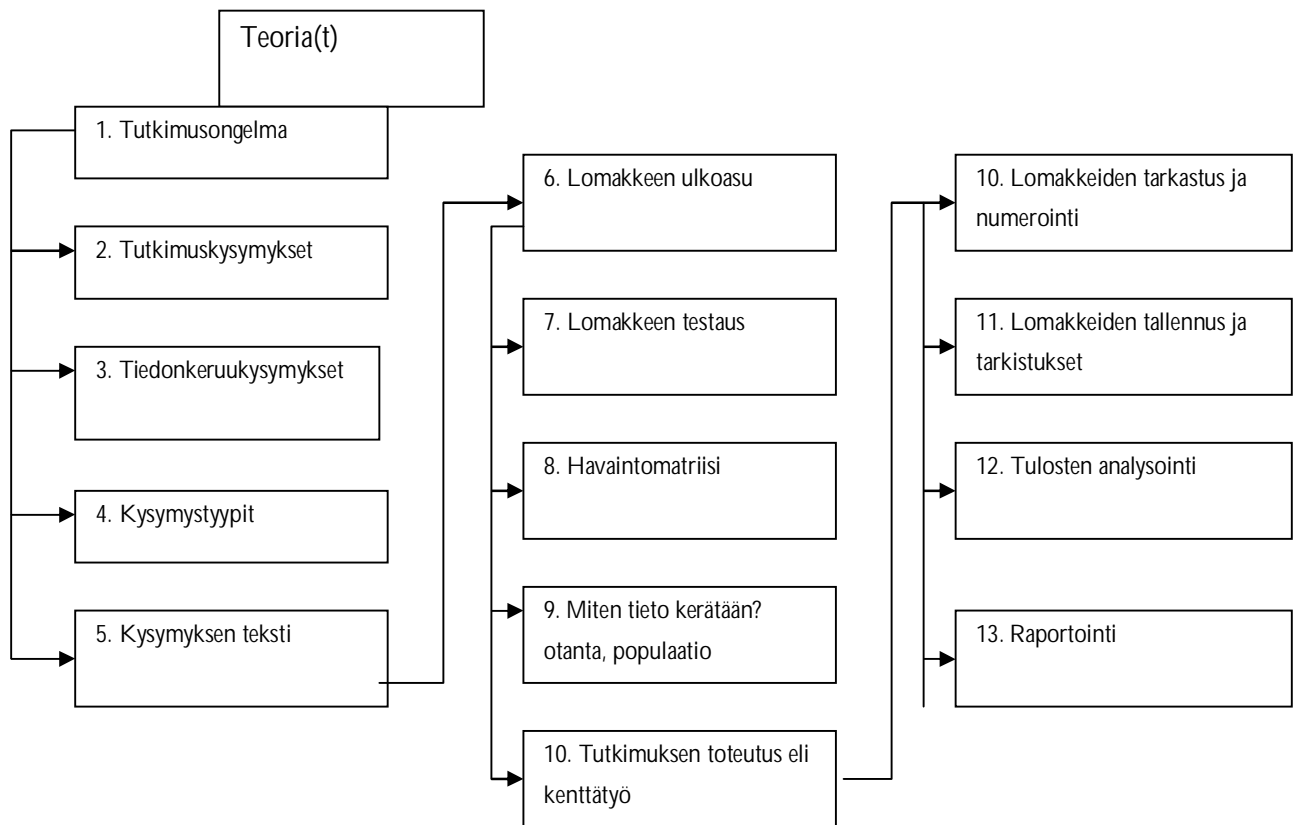 Teoria(t)
1. Tutkimusongelma
2. Tutkimuskysymykset
3. Tiedonkeruukysymykset
4. Kysymystyypit
5. Kysymyksen teksti
6. Lomakkeen ulkoasu
7. Lomakkeen testaus
8. Havaintomatriisi
9. Miten tieto kerätään?
otanta, populaatio
10. Tutkimuksen toteutus eli
kenttätyö
10. Lomakkeiden tarkastus ja
numerointi
11. Lomakkeiden tallennus ja
tarkistukset
12. Tulosten analysointi
13. Raportointi